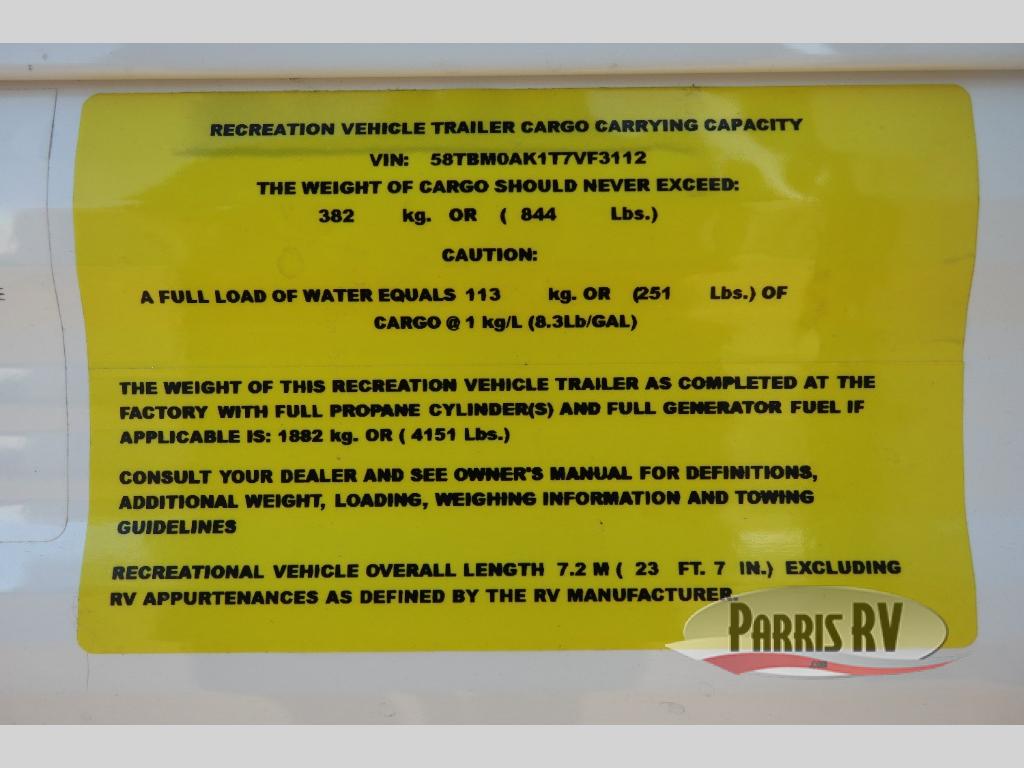 RECREATION VEHICLE TRAILER CARGO CARRYING CAPACITY
VIN: 58TBM0AK1T7VF3112
THE WEIGHT OF CARGO SHOULD NEVER EXCEED:
382 kg. OR ( 844 Lbs.)
CAUTION:
A FULL LOAD OF WATER EQUALS 113 kg. OR (251 Lbs.) OF
CARGO @ 1 kg/L (8.3Lb/GAL)
THE WEIGHT OF THIS RECREATION VEHICLE TRAILER AS COMPLETED AT THE
FACTORY WITH FULL PROPANE CYLINDER(S) AND FULL GENERATOR FUEL IF
APPLICABLE IS: 1882 kg. OR ( 4151 Lbs.)
CONSULT YOUR DEALER AND SEE OWNER'S MANUAL FOR DEFINITIONS,
ADDITIONAL WEIGHT, LOADING, WEIGHING INFORMATION AND TOWING
GUIDELINES
RECREATIONAL VEHICLE OVERALL LENGTH 7.2 M ( 23 FT. 7 IN.) EXCLUDING
RV APPURTENANCES AS DEFINED BY THE RV MANUFACTURER.
PARRIS RV
.com